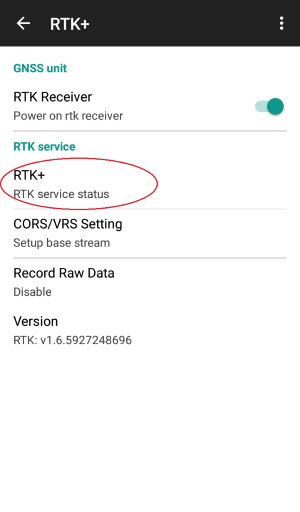 RTK+
GNSS unit
RTK Receiver
Power on rtk receiver
RTK service
RTK+
RTK service status
CORS/VRS Setting
Setup base stream
Record Raw Data
Disable
Version
RTK: v1.6.5927248696